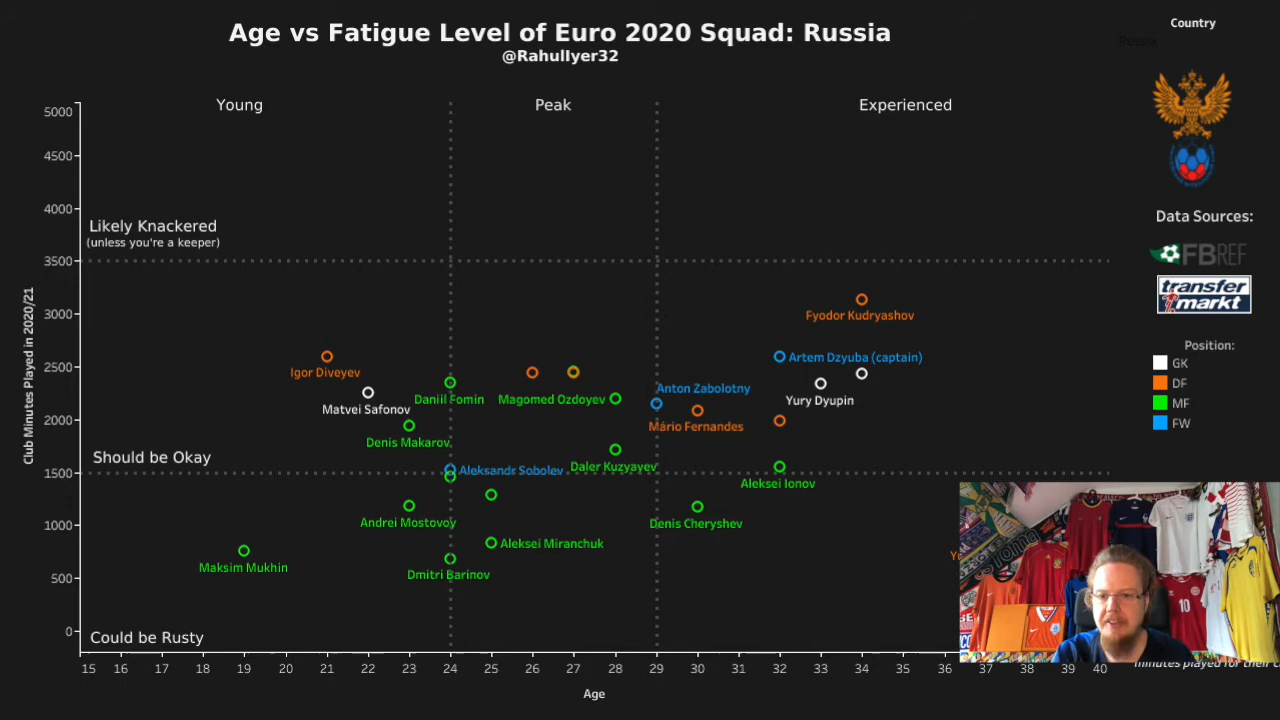 Age vs Fatigue Level of Euro 2020 Squad: Russia
@RahulIyer32
Country
Russia
Young
Peak
Experienced
5000
4500
4000
3500
3000
2500
2000
1500
1000
500
0
Club Minutes Played in 2020/21
Likely Knackered
(unless you're a keeper)
Should be Okay
Could be Rusty
Fyodor Kudryashov
Igor Diveyev
Artem Dzyuba (captain)
Matvei Safonov
Daniil Fomin
Magomed Ozdoyev
Anton Zabolotny
Yury Dyupin
Denis Makarov
Mário Fernandes
Aleksandr Sobolev
Daler Kuzyayev
Aleksei Ionov
Andrei Mostovoy
Denis Cheryshev
Aleksei Miranchuk
Maksim Mukhin
Dmitri Barinov
15 16 17 18 19 20 21 22 23 24 25 26 27 28 29 30 31 32 33 34 35 36 37 38 39 40
Age
Data Sources:
FBREF
transfer
markt
Position:
GK
DF
MF
FW
10
minutes played for their